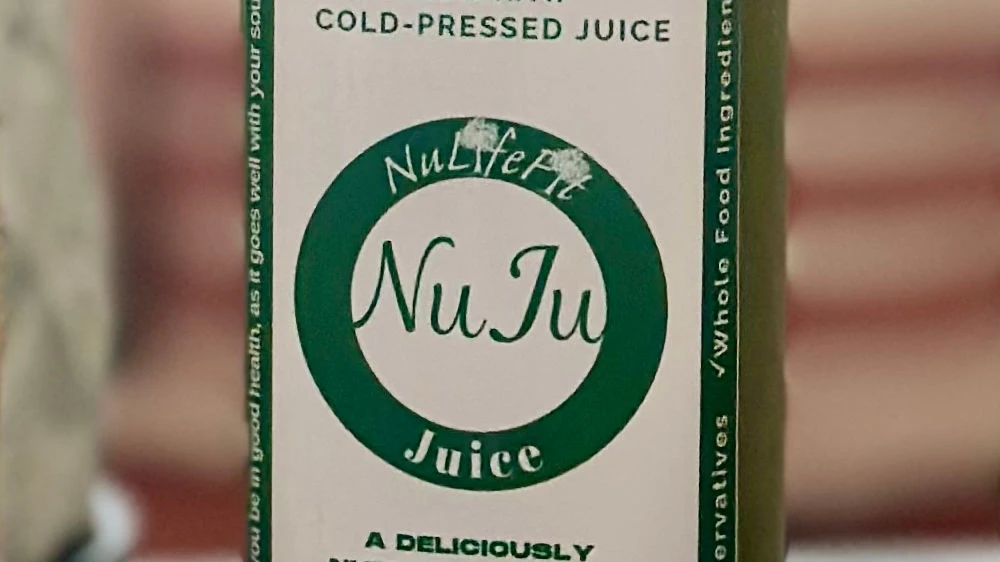 COLD-PRESSED JUICE
NuLifeFit
NuJu
Juice
A DELICIOUSLY
you be in good health, as it goes well with your sou
ervatives ✓Whole Food Ingredien